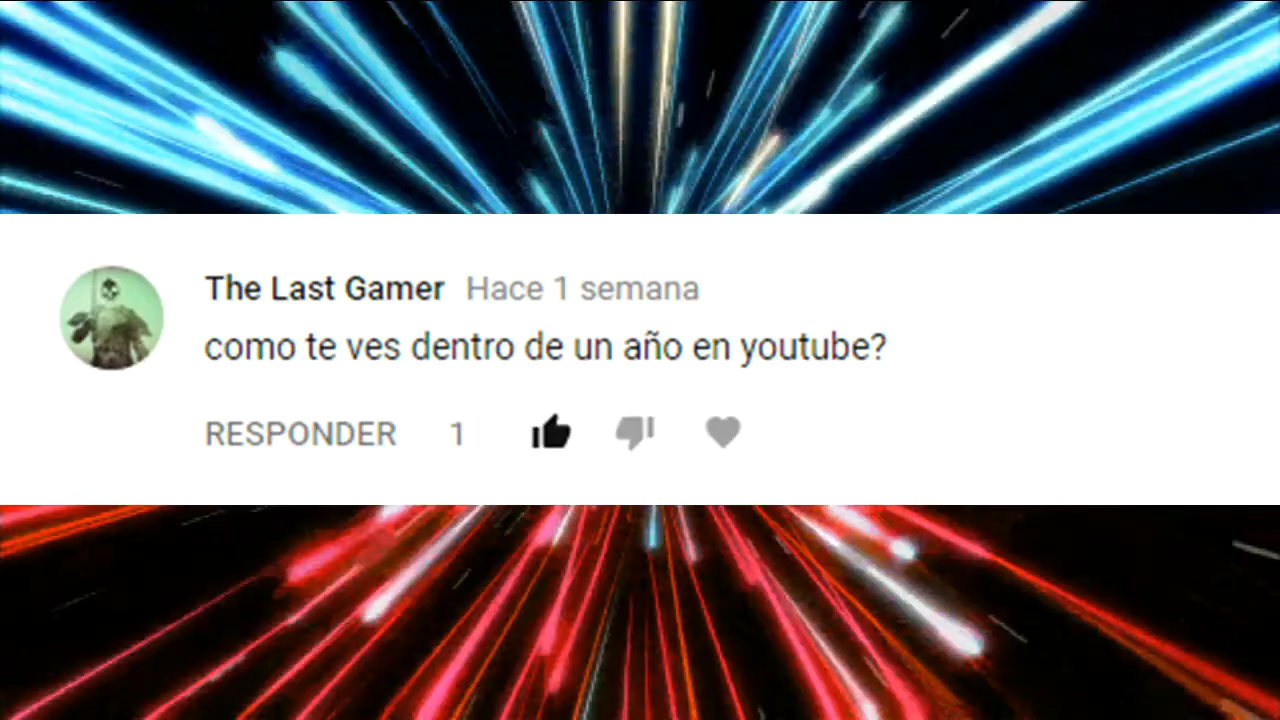 The Last Gamer Hace 1 semana
como te ves dentro de un año en youtube?
RESPONDER 1